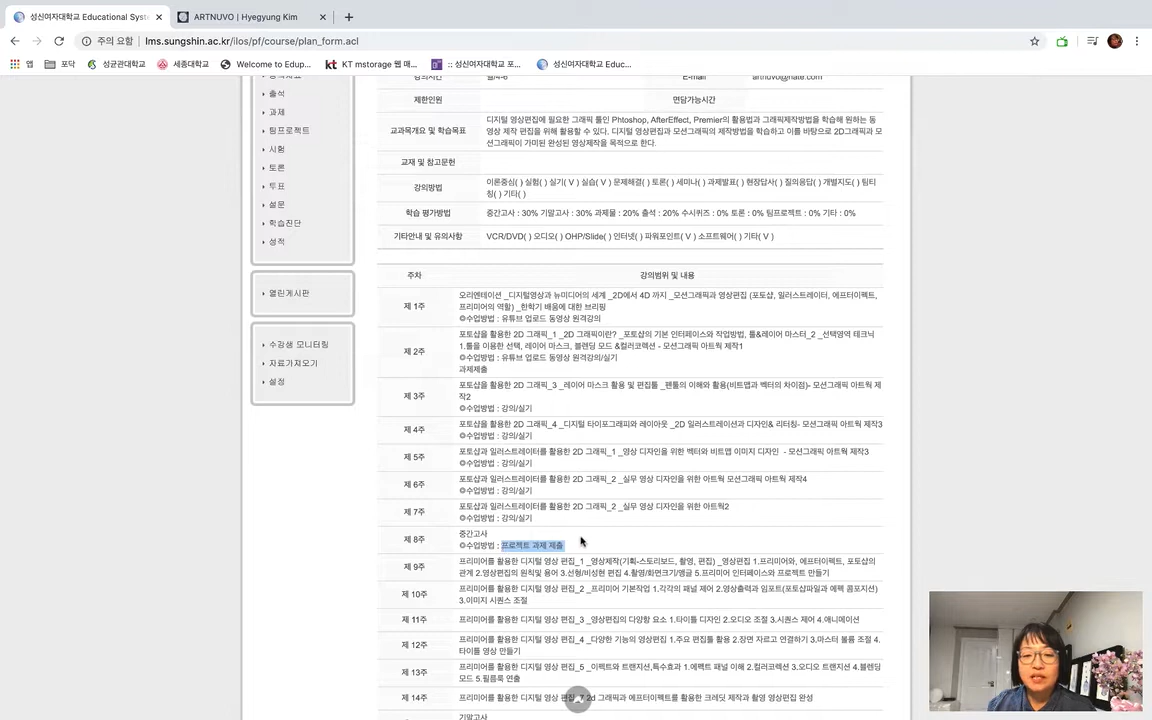 성신여자대학교 Educational Syste
ARTNUVO | Hyegyung Kim
주의 요함
lms.sungshin.ac.kr/ilos/pf/course/plan_form.acl
앱
포닥
성균관대학교
세종대학교
Welcome to Edup...
KT mstorage 웹 매...
:: 성신여자대학교 포...
성신여자대학교 Educ...
출석
과제
팀프로젝트
시험
토론
투표
설문
학습진단
성적
열린게시판
수강생 모니터링
자료가져오기
설정
강의시간 월/4-6 E-mail artnuvo@nate.com
제한인원 면담가능시간
교과목개요 및 학습목표
디지털 영상편집에 필요한 그래픽 툴인 Phtoshop, AfterEffect, Premier의 활용법과 그래픽제작방법을 학습해 원하는 동
영상 제작 편집을 위해 활용할 수 있다. 디지털 영상편집과 모션그래픽의 제작방법을 학습하고 이를 바탕으로 2D그래픽과 모
션그래픽이 가미된 완성된 영상제작을 목적으로 한다.
교재 및 참고문헌
강의방법
이론중심( ) 실험( ) 실기( V ) 실습( V ) 문제해결( ) 토론( ) 세미나( ) 과제발표( ) 현장답사( ) 질의응답( ) 개별지도( ) 팀티
칭( ) 기타( )
학습 평가방법 중간고사 : 30% 기말고사 : 30% 과제물 : 20% 출석 : 20% 수시퀴즈 : 0% 토론 : 0% 팀프로젝트 : 0% 기타 : 0%
기타안내 및 유의사항 VCR/DVD( ) 오디오( ) OHP/Slide( ) 인터넷( ) 파워포인트( V ) 소프트웨어( ) 기타( V )
주차 강의범위 및 내용
제 1주
오리엔테이션 _디지털영상과 뉴미디어의 세계 _2D에서 4D 까지 _모션그래픽과 영상편집 (포토샵, 일러스트레이터, 에프터이펙트,
프리미어의 역할) _한학기 배움에 대한 브리핑
◎수업방법 : 유튜브 업로드 동영상 원격강의
제 2주
포토샵을 활용한 2D 그래픽_1 _2D 그래픽이란? _포토샵의 기본 인터페이스와 작업방법, 툴&레이어 마스터_2 _선택영역 테크닉
1.툴을 이용한 선택, 레이어 마스크, 블렌딩 모드 &컬러코렉션 - 모션그래픽 아트웍 제작1
◎수업방법 : 유튜브 업로드 동영상 원격강의/실기
과제제출
제 3주
포토샵을 활용한 2D 그래픽_3 _레이어 마스크 활용 및 편집툴 _펜툴의 이해와 활용(비트맵과 벡터의 차이점)- 모션그래픽 아트웍 제
작2
◎수업방법 : 강의/실기
제 4주
포토샵을 활용한 2D 그래픽_4 _디지털 타이포그래피와 레이아웃 _2D 일러스트레이션과 디자인& 리터칭- 모션그래픽 아트웍 제작3
◎수업방법 : 강의/실기
제 5주
포토샵과 일러스트레이터를 활용한 2D 그래픽_1 _영상 디자인을 위한 벡터와 비트맵 이미지 디자인 - 모션그래픽 아트웍 제작3
◎수업방법 : 강의/실기
제 6주
포토샵과 일러스트레이터를 활용한 2D 그래픽_2 _실무 영상 디자인을 위한 아트웍 모션그래픽 아트웍 제작4
◎수업방법 : 강의/실기
제 7주
포토샵과 일러스트레이터를 활용한 2D 그래픽_2 _실무 영상 디자인을 위한 아트웍2
◎수업방법 : 강의/실기
제 8주
중간고사
◎수업방법 : 프로젝트 과제 제출
제 9주
프리미어를 활용한 디지털 영상 편집_1 _영상제작(기획-스토리보드, 촬영, 편집) _영상편집 1.프리미어와, 에프터이펙트, 포토샵의
관계 2.영상편집의 원칙및 용어 3.선형/비성현 편집 4.촬영/화면크기/앵글 5.프리미어 인터페이스와 프로젝트 만들기
제 10주
프리미어를 활용한 디지털 영상 편집_2 _프리미어 기본작업 1.각각의 패널 제어 2.영상출력과 임포트(포토샵파일과 에펙 콤포지션)
3.이미지 시퀀스 조절
제 11주 프리미어를 활용한 디지털 영상 편집_3 _영상편집의 다양항 요소 1.타이틀 디자인 2.오디오 조절 3.시퀀스 제어 4.애니메이션
제 12주
프리미어를 활용한 디지털 영상 편집_4 _다양한 기능의 영상편집 1.주요 편집툴 활용 2.장면 자르고 연결하기 3.마스터 볼륨 조절 4.
타이틀 영상 만들기
제 13주
프리미어를 활용한 디지털 영상 편집_5 _이펙트와 트랜지션,특수효과 1.에팩트 패널 이해 2.컬러코렉션 3.오디오 트랜지션 4.블렌딩
모드 5.필름룩 연출
제 14주 프리미어를 활용한 디지털 영상 편집_7 2d 그래픽과 에프터이펙트를 활용한 크레딧 제작과 촬영 영상편집 완성
기말고사